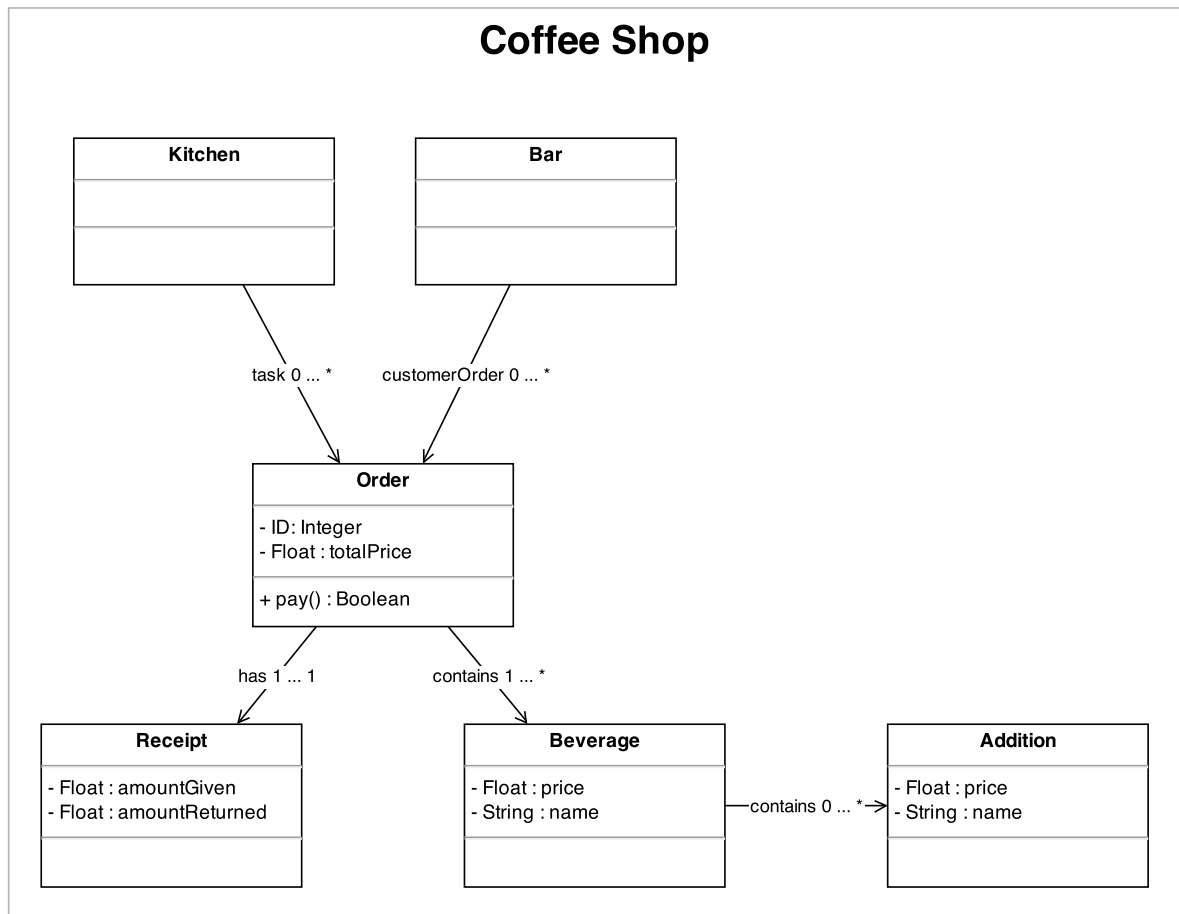 Coffee Shop
Kitchen
Bar
task 0 ... *
customerOrder 0 ... *
Order
- ID: Integer
- Float : totalPrice
+ pay() : Boolean
has 1 ... 1
contains 1 ... *
Receipt
- Float : amountGiven
- Float : amountReturned
Beverage
- Float : price
- String : name
contains 0 ... *
Addition
- Float : price
- String : name